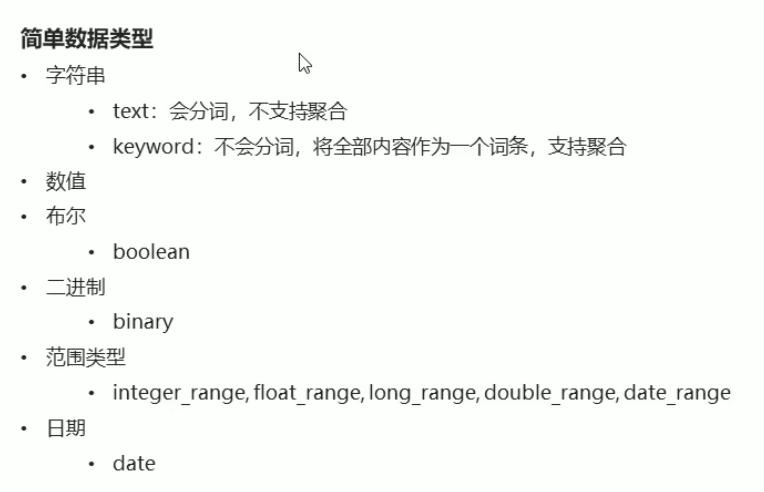 简单数据类型
• 字符串
• text：会分词，不支持聚合
• keyword：不会分词，将全部内容作为一个词条，支持聚合
• 数值
• 布尔
• boolean
• 二进制
• binary
• 范围类型
• integer_range, float_range, long_range, double_range, date_range
• 日期
• date